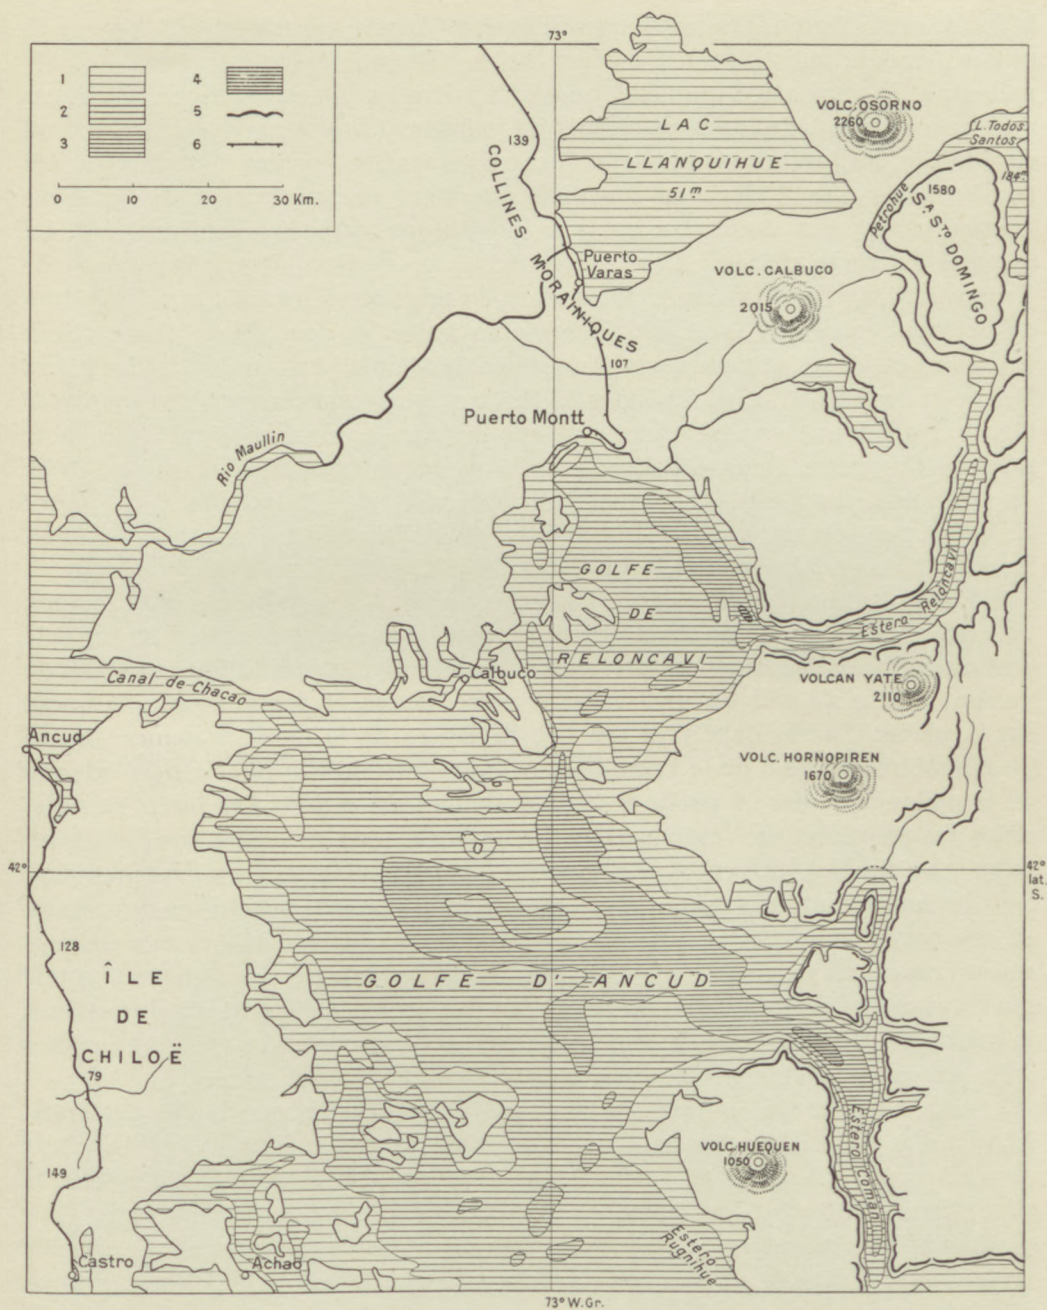 73°
1
2
3
4
5
6
0 10 20 30 Km.
139
COLLINES MORAINIQUES
LAC
LLANQUIHUE
51m
VOLC. OSORNO
2260
L. Todos
Santos
184m
Petrohue
1580
Sa. STO DOMINGO
Puerto
Varas
VOLC. CALBUCO
2015
107
Puerto Montt
Rio Maullin
GOLFE
DE
RELONCAVI
Estero Reloncavi
Canal de Chacao
Calbuco
VOLCAN YATE
2110
Ancud
VOLC. HORNOPIREN
1670
42°
42°
lat.
S.
128
ÎLE
DE
CHILOË
GOLFE D'ANCUD
79
149
VOLC. HUEQUEN
1050
Estero Comau
Estero
Rugnihue
Castro
Achao
73° W. Gr.